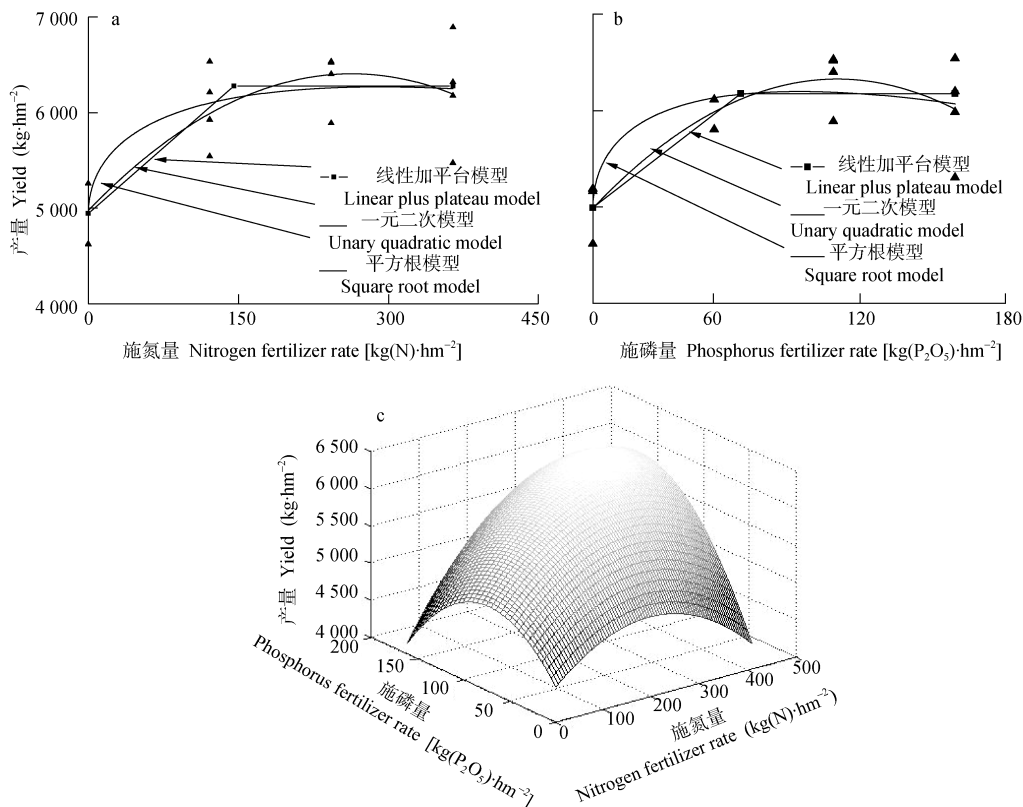 a
产量 Yield (kg·hm⁻²)
7 000
6 000
5 000
4 000
0
150
300
450
线性加平台模型
Linear plus plateau model
一元二次模型
Unary quadratic model
平方根模型
Square root model
施氮量 Nitrogen fertilizer rate [kg(N)·hm⁻²]
b
0
60
120
180
线性加平台模型
Linear plus plateau model
一元二次模型
Unary quadratic model
平方根模型
Square root model
施磷量 Phosphorus fertilizer rate [kg(P₂O₅)·hm⁻²]
c
产量 Yield (kg·hm⁻²)
6 500
6 000
5 500
5 000
4 500
4 000
200
150
100
50
0
施磷量
Phosphorus fertilizer rate [kg(P₂O₅)·hm⁻²]
0
100
200
300
400
500
施氮量
Nitrogen fertilizer rate (kg(N)·hm⁻²)